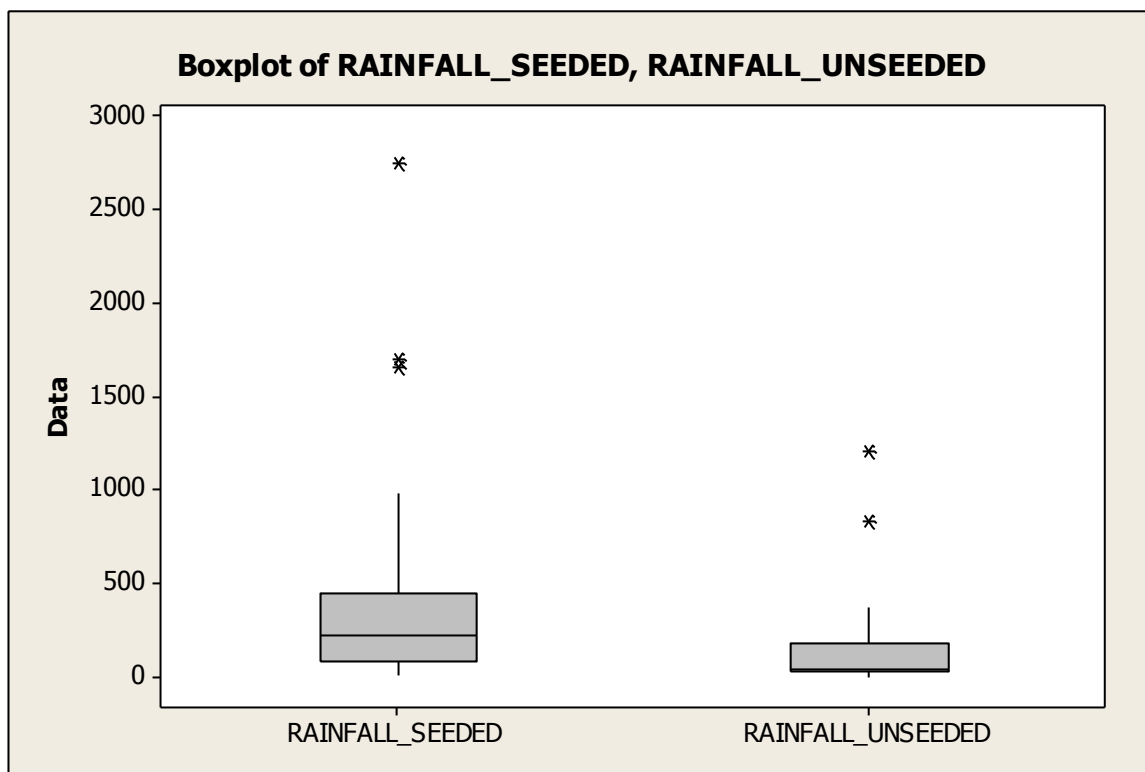 Boxplot of RAINFALL_SEEDED, RAINFALL_UNSEEDED
3000
2500
2000
1500
1000
500
0
Data
RAINFALL_SEEDED RAINFALL_UNSEEDED